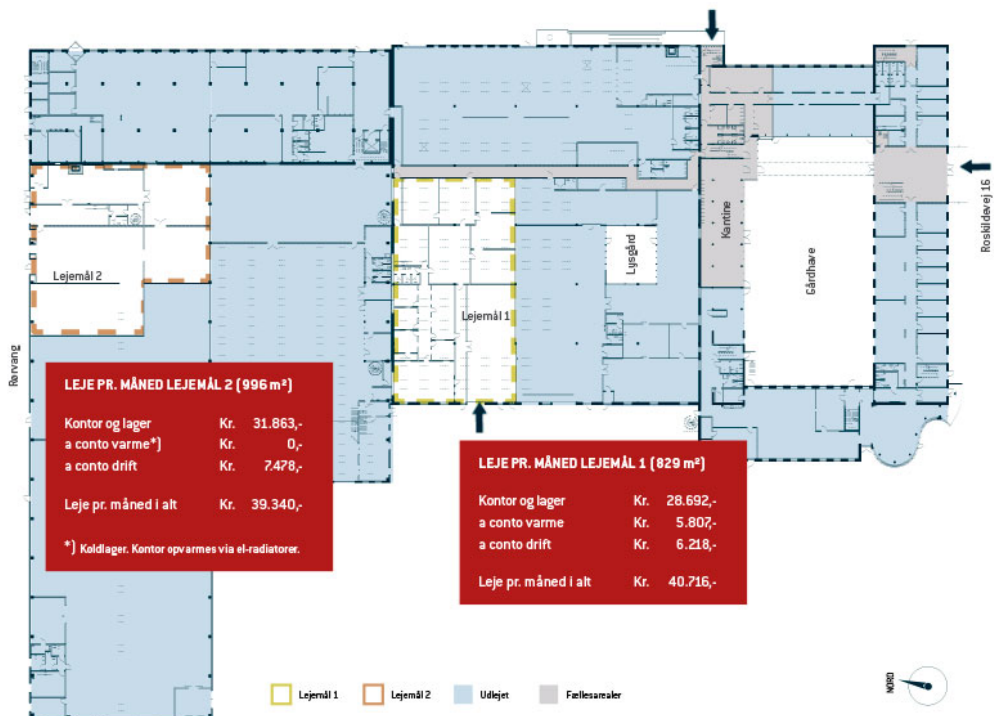 Roskildevej 16
Kantine
Gårdhave
Lysgård
Lejemål 2
Lejemål 1
Rørvang
LEJE PR. MÅNED LEJEMÅL 2 (996 m²)
Kontor og lager Kr. 31.863,-
a conto varme*) Kr. 0,-
a conto drift Kr. 7.478,-
Leje pr. måned i alt Kr. 39.340,-
*) Koldlager. Kontor opvarmes via el-radiatorer.
LEJE PR. MÅNED LEJEMÅL 1 (829 m²)
Kontor og lager Kr. 28.692,-
a conto varme Kr. 5.807,-
a conto drift Kr. 6.218,-
Leje pr. måned i alt Kr. 40.716,-
Lejemål 1
Lejemål 2
Udlejet
Fællesarealer
NORD